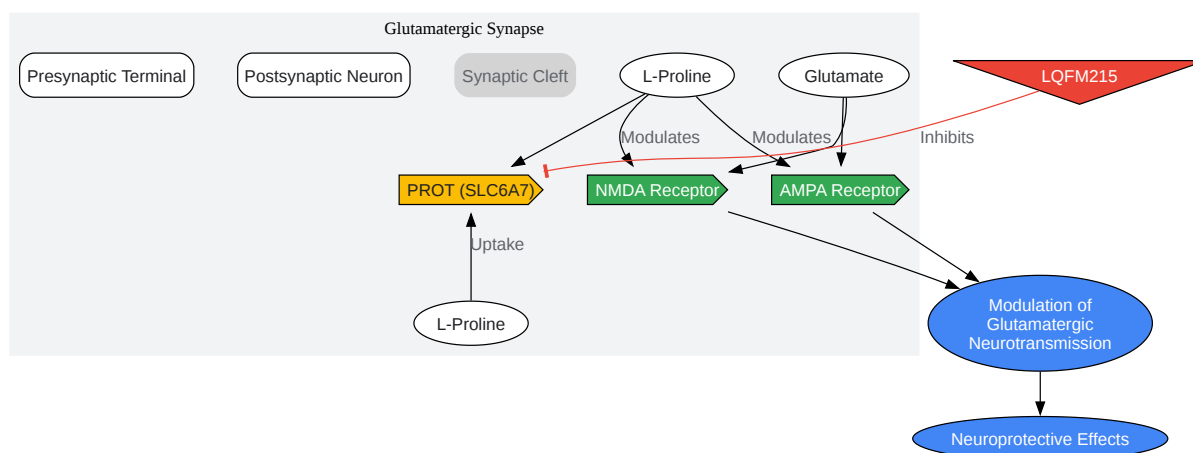 Glutamatergic Synapse
Presynaptic Terminal
Postsynaptic Neuron
Synaptic Cleft
L-Proline
Glutamate
LQFM215
Modulates
Modulates
Inhibits
PROT (SLC6A7)
NMDA Receptor
AMPA Receptor
Uptake
L-Proline
Modulation of
Glutamatergic
Neurotransmission
Neuroprotective Effects